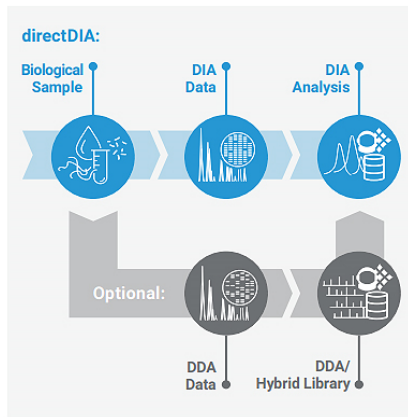 directDIA:
Biological
Sample
DIA
Data
DIA
Analysis
Optional:
DDA
Data
DDA/
Hybrid Library